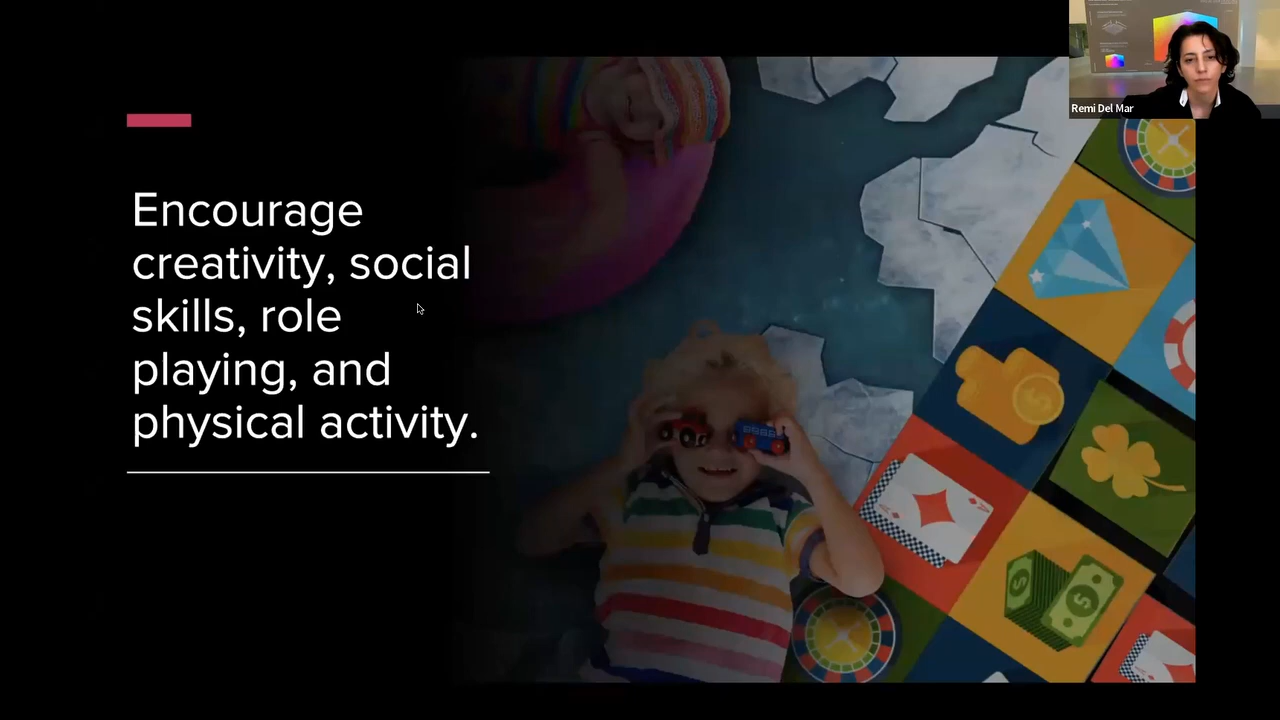 Remi Del Mar
Encourage
creativity, social
skills, role
playing, and
physical activity.